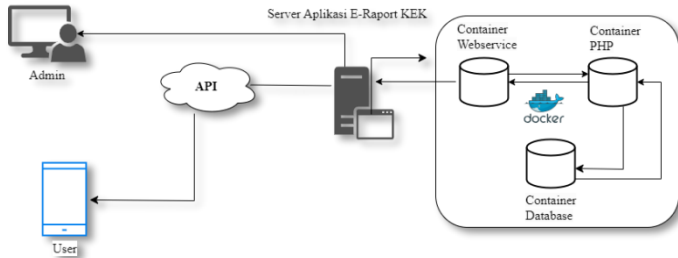 Server Aplikasi E-Raport KEK
Container
Webservice
Container
PHP
Admin
API
docker
Container
Database
User